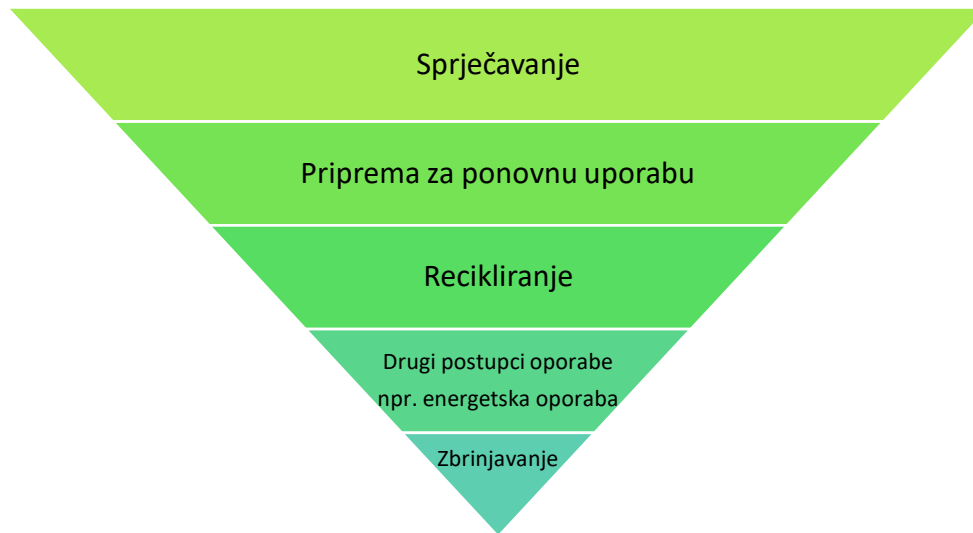 Sprječavanje
Priprema za ponovnu uporabu
Recikliranje
Drugi postupci oporabe
npr. energetska oporaba
Zbrinjavanje